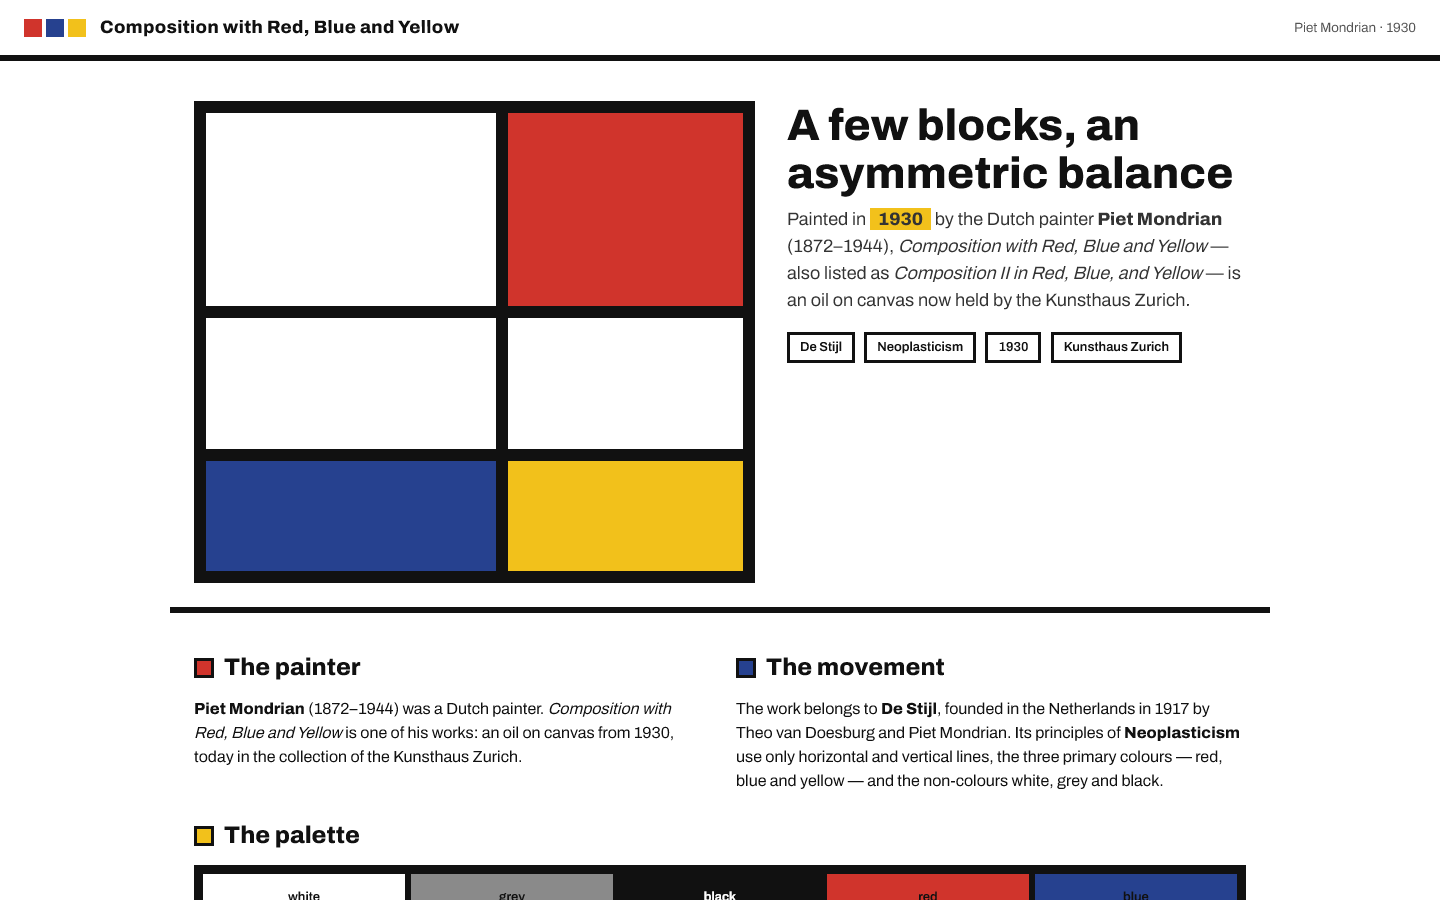 Composition with Red, Blue and Yellow
Piet Mondrian · 1930
A few blocks, an
asymmetric balance
Painted in 1930 by the Dutch painter Piet Mondrian
(1872–1944), Composition with Red, Blue and Yellow —
also listed as Composition II in Red, Blue, and Yellow — is
an oil on canvas now held by the Kunsthaus Zurich.
De Stijl
Neoplasticism
1930
Kunsthaus Zurich
The painter
Piet Mondrian (1872–1944) was a Dutch painter. Composition with
Red, Blue and Yellow is one of his works: an oil on canvas from 1930,
today in the collection of the Kunsthaus Zurich.
The movement
The work belongs to De Stijl, founded in the Netherlands in 1917 by
Theo van Doesburg and Piet Mondrian. Its principles of Neoplasticism
use only horizontal and vertical lines, the three primary colours — red,
blue and yellow — and the non-colours white, grey and black.
The palette
white
grey
black
red
blue